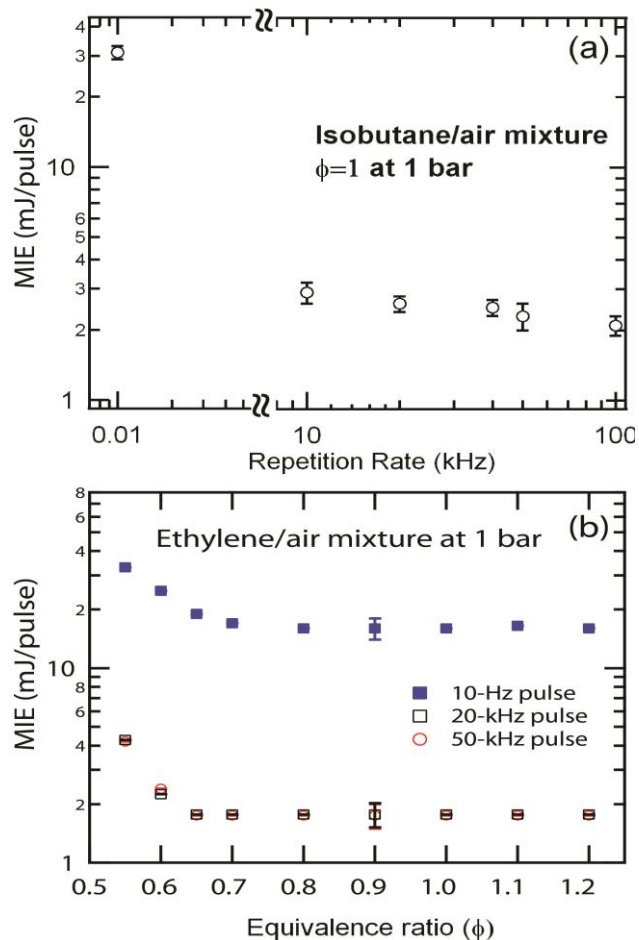 (a)
Isobutane/air mixture
ϕ=1 at 1 bar
MIE (mJ/pulse)
4
3
2
10
6
5
4
3
2
1
0.01
10
100
Repetition Rate (kHz)
(b)
Ethylene/air mixture at 1 bar
MIE (mJ/pulse)
8
6
4
2
10
8
6
4
2
1
10-Hz pulse
20-kHz pulse
50-kHz pulse
0.5 0.6 0.7 0.8 0.9 1.0 1.1 1.2
Equivalence ratio (ϕ)